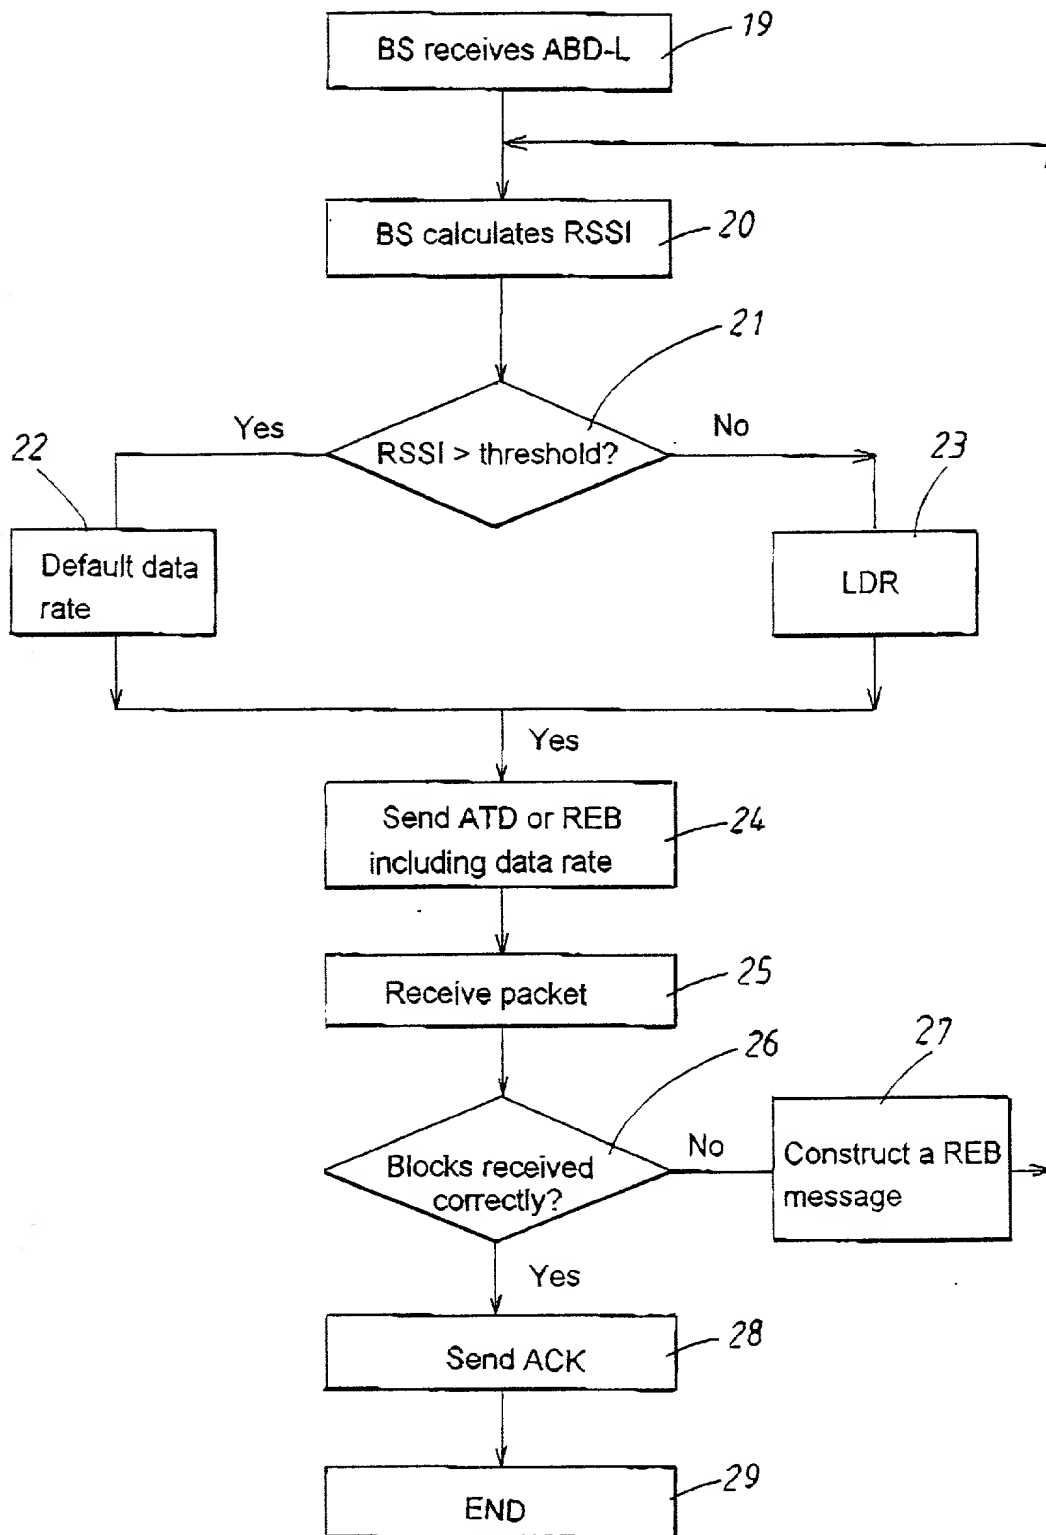 BS receives ABD-L
19
BS calculates RSSI
20
21
RSSI > threshold?
Yes
No
22
Default data
rate
23
LDR
Yes
Send ATD or REB
including data rate
24
Receive packet
25
26
Blocks received
correctly?
No
27
Construct a REB
message
Yes
Send ACK
28
END
29